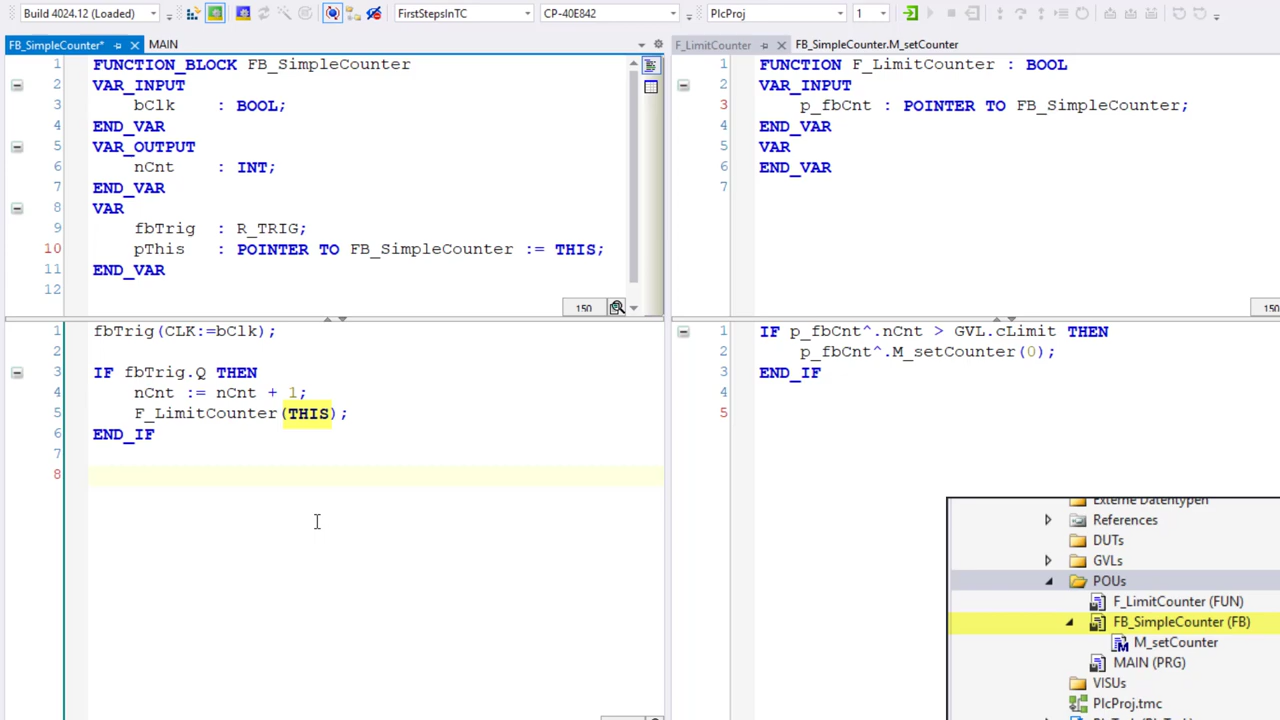 Build 4024.12 (Loaded) FirstStepsInTC CP-40E842 PlcProj 1
FB_SimpleCounter* MAIN
1 FUNCTION_BLOCK FB_SimpleCounter
2 VAR_INPUT
3 bClk : BOOL;
4 END_VAR
5 VAR_OUTPUT
6 nCnt : INT;
7 END_VAR
8 VAR
9 fbTrig : R_TRIG;
10 pThis : POINTER TO FB_SimpleCounter := THIS;
11 END_VAR
12
150
1 fbTrig(CLK:=bClk);
2
3 IF fbTrig.Q THEN
4 nCnt := nCnt + 1;
5 F_LimitCounter(THIS);
6 END_IF
7
8
F_LimitCounter FB_SimpleCounter.M_setCounter
1 FUNCTION F_LimitCounter : BOOL
2 VAR_INPUT
3 p_fbCnt : POINTER TO FB_SimpleCounter;
4 END_VAR
5 VAR
6 END_VAR
7
150
1 IF p_fbCnt^.nCnt > GVL.cLimit THEN
2 p_fbCnt^.M_setCounter(0);
3 END_IF
4
5
Externe Datentypen
References
DUTs
GVLs
POUs
F_LimitCounter (FUN)
FB_SimpleCounter (FB)
M_setCounter
MAIN (PRG)
VISUs
PlcProj.tmc